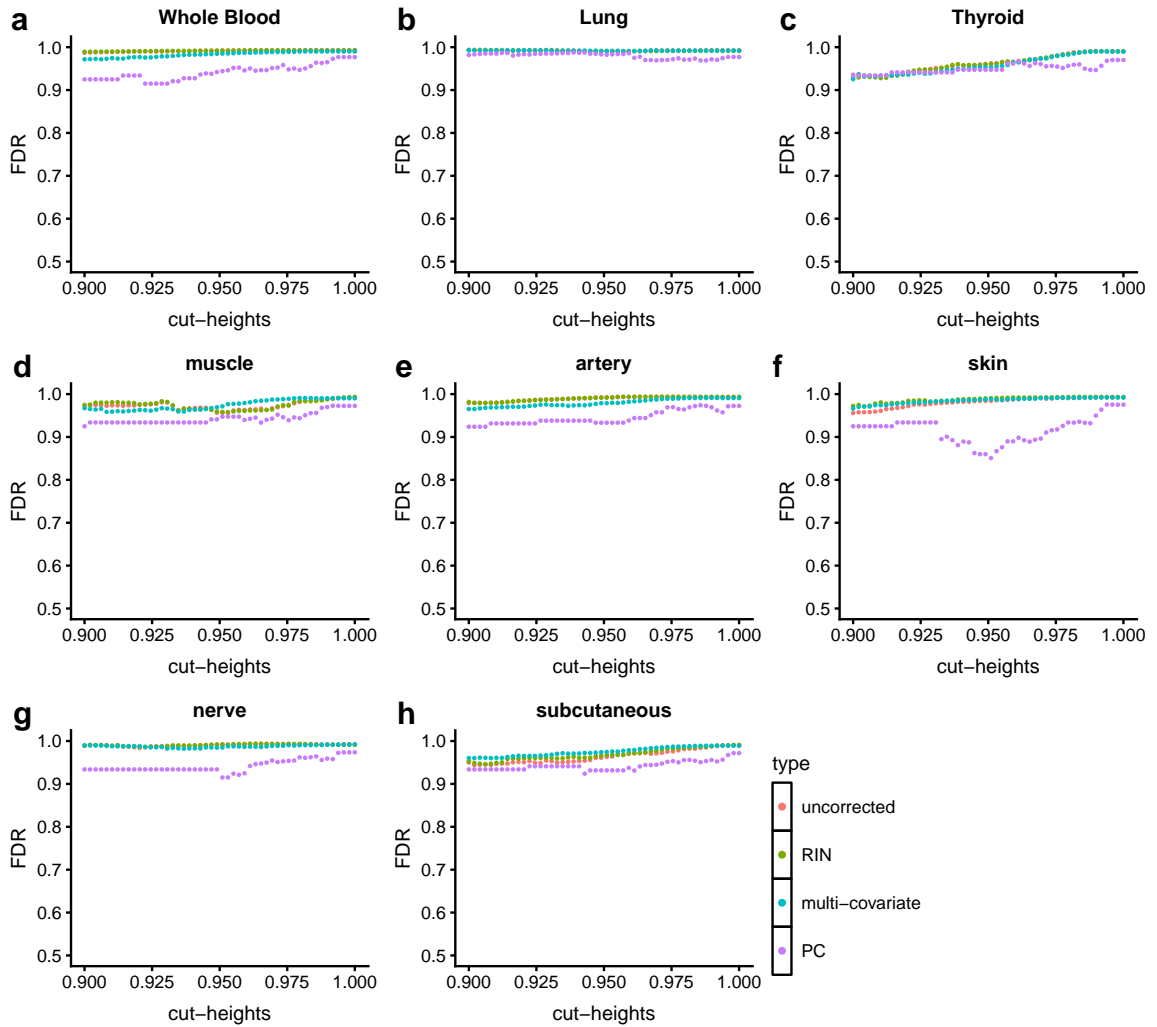 a Whole Blood
1.0
0.9
0.8
0.7
0.6
0.5
FDR
0.900 0.925 0.950 0.975 1.000
cut−heights
b Lung
1.0
0.9
0.8
0.7
0.6
0.5
FDR
0.900 0.925 0.950 0.975 1.000
cut−heights
c Thyroid
1.0
0.9
0.8
0.7
0.6
0.5
FDR
0.900 0.925 0.950 0.975 1.000
cut−heights
d muscle
1.0
0.9
0.8
0.7
0.6
0.5
FDR
0.900 0.925 0.950 0.975 1.000
cut−heights
e artery
1.0
0.9
0.8
0.7
0.6
0.5
FDR
0.900 0.925 0.950 0.975 1.000
cut−heights
f skin
1.0
0.9
0.8
0.7
0.6
0.5
FDR
0.900 0.925 0.950 0.975 1.000
cut−heights
g nerve
1.0
0.9
0.8
0.7
0.6
0.5
FDR
0.900 0.925 0.950 0.975 1.000
cut−heights
h subcutaneous
1.0
0.9
0.8
0.7
0.6
0.5
FDR
0.900 0.925 0.950 0.975 1.000
cut−heights
type
uncorrected
RIN
multi−covariate
PC